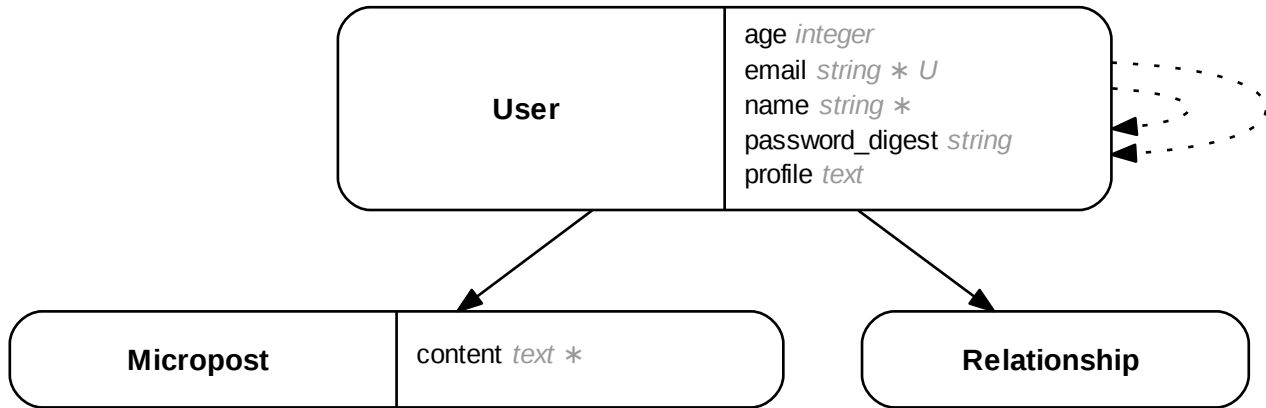 User
age integer
email string ∗ U
name string ∗
password_digest string
profile text
Micropost
content text ∗
Relationship